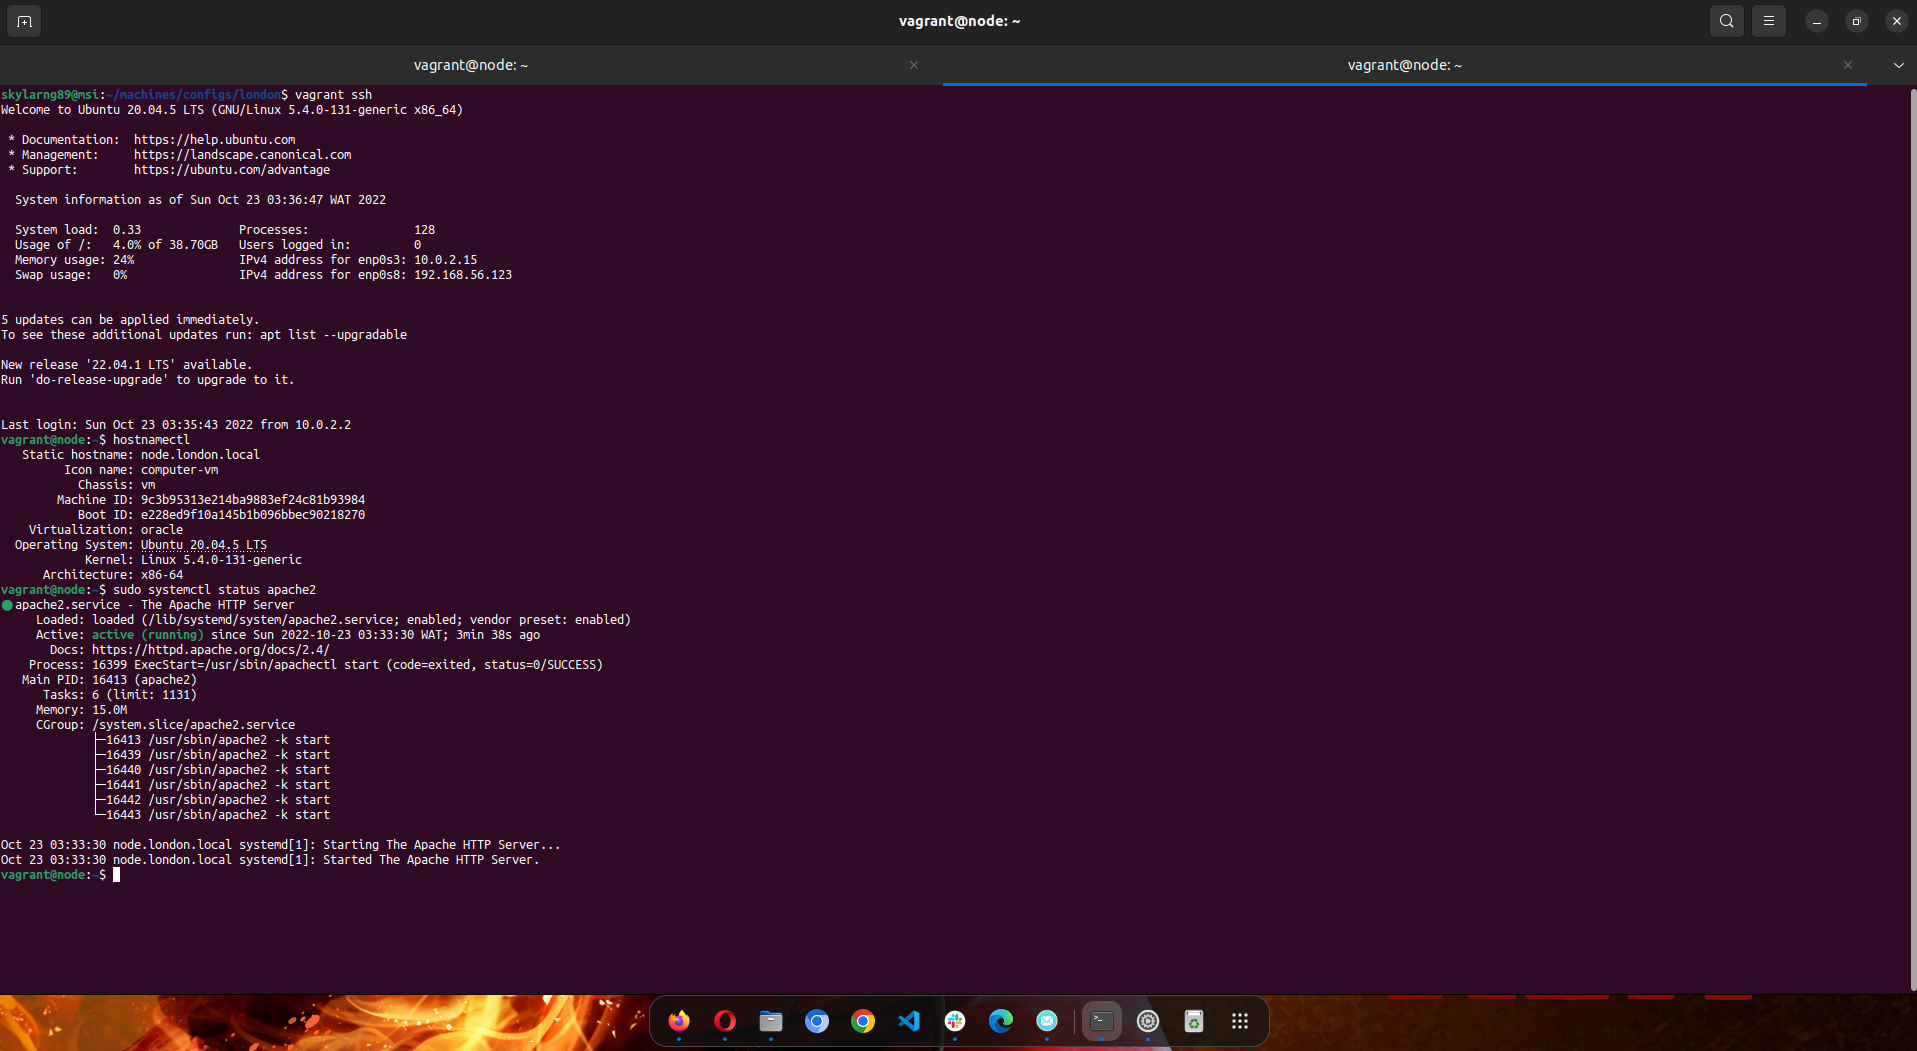 vagrant@node: ~
vagrant@node: ~
vagrant@node: ~
skylarng89@msi:~/machines/configs/london$ vagrant ssh
Welcome to Ubuntu 20.04.5 LTS (GNU/Linux 5.4.0-131-generic x86_64)
* Documentation:  https://help.ubuntu.com
* Management:     https://landscape.canonical.com
* Support:        https://ubuntu.com/advantage
System information as of Sun Oct 23 03:36:47 WAT 2022
System load:  0.33              Processes:               128
Usage of /:   4.0% of 38.70GB   Users logged in:         0
Memory usage: 24%               IPv4 address for enp0s3: 10.0.2.15
Swap usage:   0%                IPv4 address for enp0s8: 192.168.56.123
5 updates can be applied immediately.
To see these additional updates run: apt list --upgradable
New release '22.04.1 LTS' available.
Run 'do-release-upgrade' to upgrade to it.
Last login: Sun Oct 23 03:35:43 2022 from 10.0.2.2
vagrant@node:~$ hostnamectl
Static hostname: node.london.local
Icon name: computer-vm
Chassis: vm
Machine ID: 9c3b95313e214ba9883ef24c81b93984
Boot ID: e228ed9f10a145b1b096bbec90218270
Virtualization: oracle
Operating System: Ubuntu 20.04.5 LTS
Kernel: Linux 5.4.0-131-generic
Architecture: x86-64
vagrant@node:~$ sudo systemctl status apache2
● apache2.service - The Apache HTTP Server
Loaded: loaded (/lib/systemd/system/apache2.service; enabled; vendor preset: enabled)
Active: active (running) since Sun 2022-10-23 03:33:30 WAT; 3min 38s ago
Docs: https://httpd.apache.org/docs/2.4/
Process: 16399 ExecStart=/usr/sbin/apachectl start (code=exited, status=0/SUCCESS)
Main PID: 16413 (apache2)
Tasks: 6 (limit: 1131)
Memory: 15.0M
CGroup: /system.slice/apache2.service
├─16413 /usr/sbin/apache2 -k start
├─16439 /usr/sbin/apache2 -k start
├─16440 /usr/sbin/apache2 -k start
├─16441 /usr/sbin/apache2 -k start
├─16442 /usr/sbin/apache2 -k start
└─16443 /usr/sbin/apache2 -k start
Oct 23 03:33:30 node.london.local systemd[1]: Starting The Apache HTTP Server...
Oct 23 03:33:30 node.london.local systemd[1]: Started The Apache HTTP Server.
vagrant@node:~$